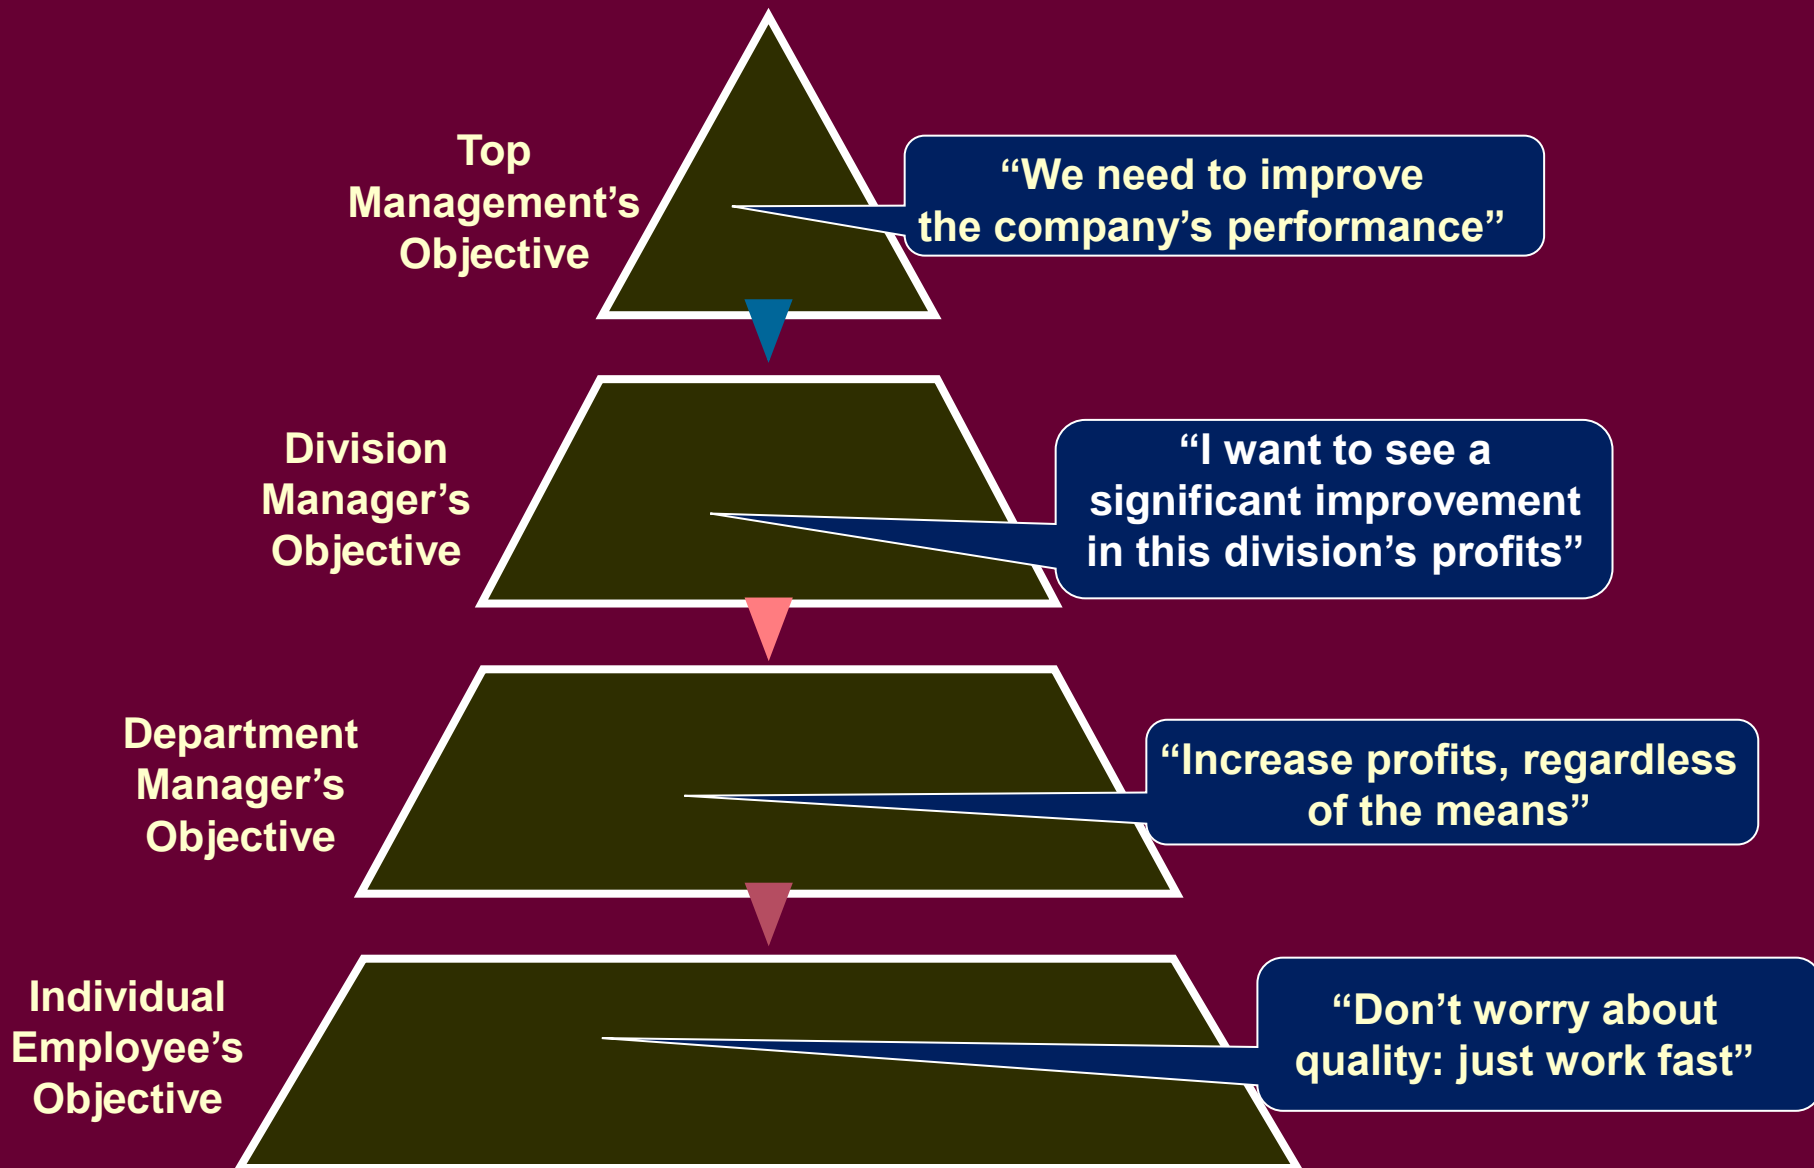 Top
Management’s
Objective
“We need to improve
the company’s performance”
Division
Manager’s
Objective
“I want to see a
significant improvement
in this division’s profits”
Department
Manager’s
Objective
“Increase profits, regardless
of the means”
Individual
Employee’s
Objective
“Don’t worry about
quality: just work fast”